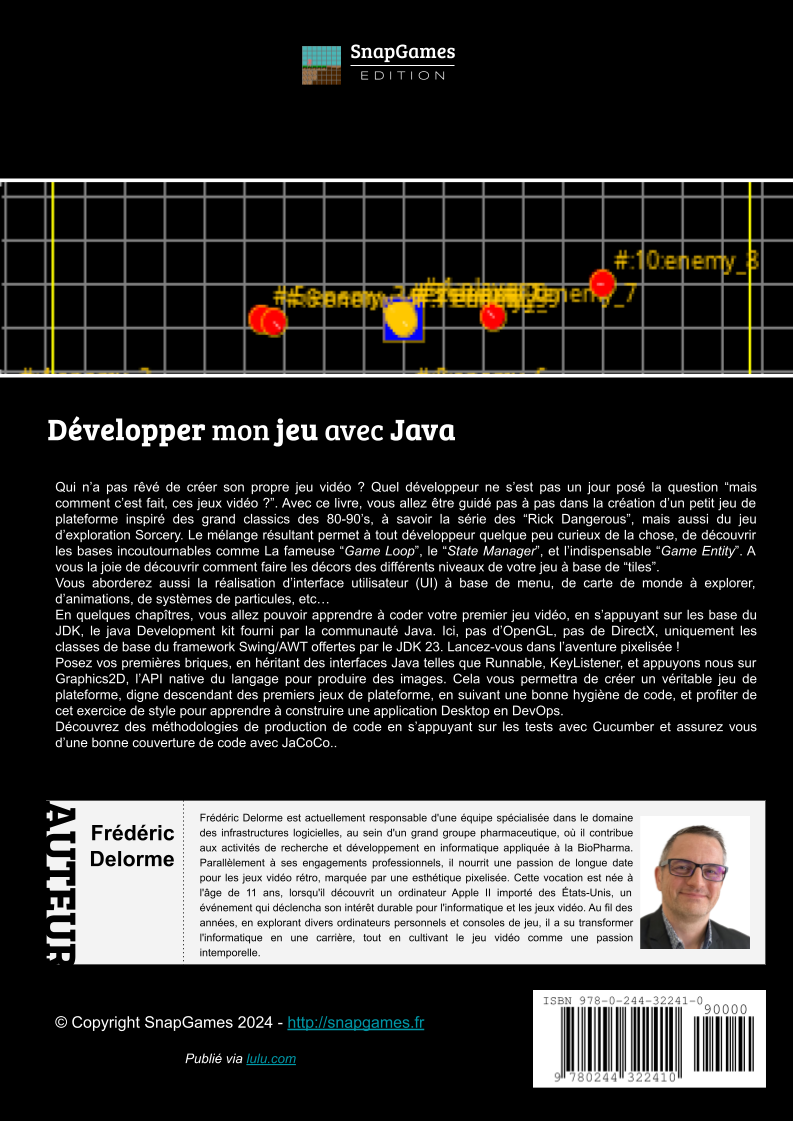 SnapGames
EDITION
#:10:enemy_8
Développer mon jeu avec Java
Qui n’a pas rêvé de créer son propre jeu vidéo ? Quel développeur ne s’est pas un jour posé la question “mais
comment c’est fait, ces jeux vidéo ?”. Avec ce livre, vous allez être guidé pas à pas dans la création d’un petit jeu de
plateforme inspiré des grand classics des 80-90’s, à savoir la série des “Rick Dangerous”, mais aussi du jeu
d’exploration Sorcery. Le mélange résultant permet à tout développeur quelque peu curieux de la chose, de découvrir
les bases incoutournables comme La fameuse “Game Loop”, le “State Manager”, et l’indispensable “Game Entity”. A
vous la joie de découvrir comment faire les décors des différents niveaux de votre jeu à base de “tiles”.
Vous aborderez aussi la réalisation d’interface utilisateur (UI) à base de menu, de carte de monde à explorer,
d’animations, de systèmes de particules, etc…
En quelques chapîtres, vous allez pouvoir apprendre à coder votre premier jeu vidéo, en s’appuyant sur les base du
JDK, le java Development kit fourni par la communauté Java. Ici, pas d’OpenGL, pas de DirectX, uniquement les
classes de base du framework Swing/AWT offertes par le JDK 23. Lancez-vous dans l’aventure pixelisée !
Posez vos premières briques, en héritant des interfaces Java telles que Runnable, KeyListener, et appuyons nous sur
Graphics2D, l’API native du langage pour produire des images. Cela vous permettra de créer un véritable jeu de
plateforme, digne descendant des premiers jeux de plateforme, en suivant une bonne hygiène de code, et profiter de
cet exercice de style pour apprendre à construire une application Desktop en DevOps.
Découvrez des méthodologies de production de code en s’appuyant sur les tests avec Cucumber et assurez vous
d’une bonne couverture de code avec JaCoCo..
AUTEUR
Frédéric
Delorme
Frédéric Delorme est actuellement responsable d'une équipe spécialisée dans le domaine
des infrastructures logicielles, au sein d'un grand groupe pharmaceutique, où il contribue
aux activités de recherche et développement en informatique appliquée à la BioPharma.
Parallèlement à ses engagements professionnels, il nourrit une passion de longue date
pour les jeux vidéo rétro, marquée par une esthétique pixelisée. Cette vocation est née à
l'âge de 11 ans, lorsqu'il découvrit un ordinateur Apple II importé des États-Unis, un
événement qui déclencha son intérêt durable pour l'informatique et les jeux vidéo. Au fil des
années, en explorant divers ordinateurs personnels et consoles de jeu, il a su transformer
l'informatique en une carrière, tout en cultivant le jeu vidéo comme une passion
intemporelle.
© Copyright SnapGames 2024 - http://snapgames.fr
Publié via lulu.com
ISBN 978-0-244-32241-0
90000
9 780244 322410